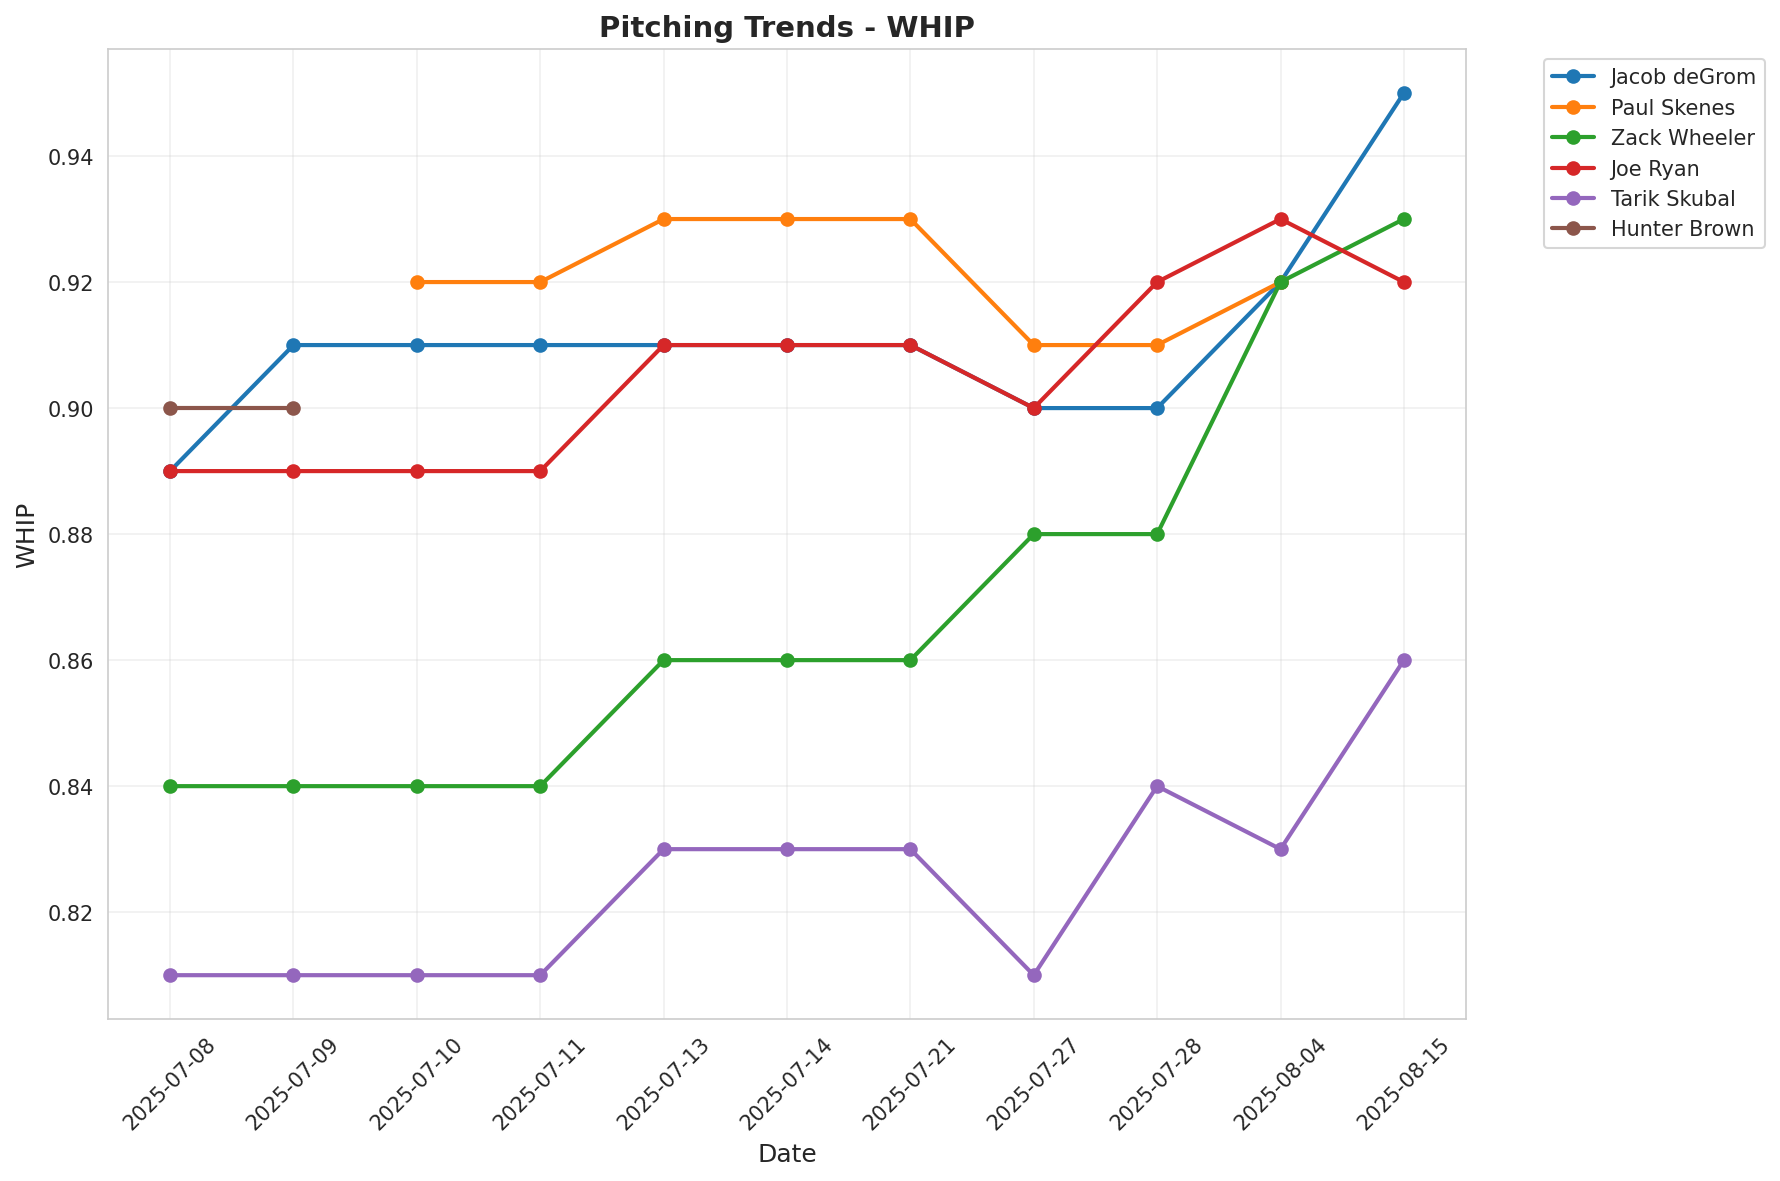 Pitching Trends - WHIP
Jacob deGrom
Paul Skenes
Zack Wheeler
Joe Ryan
Tarik Skubal
Hunter Brown
WHIP
0.94
0.92
0.90
0.88
0.86
0.84
0.82
2025-07-08
2025-07-09
2025-07-10
2025-07-11
2025-07-13
2025-07-14
2025-07-21
2025-07-27
2025-07-28
2025-08-04
2025-08-15
Date